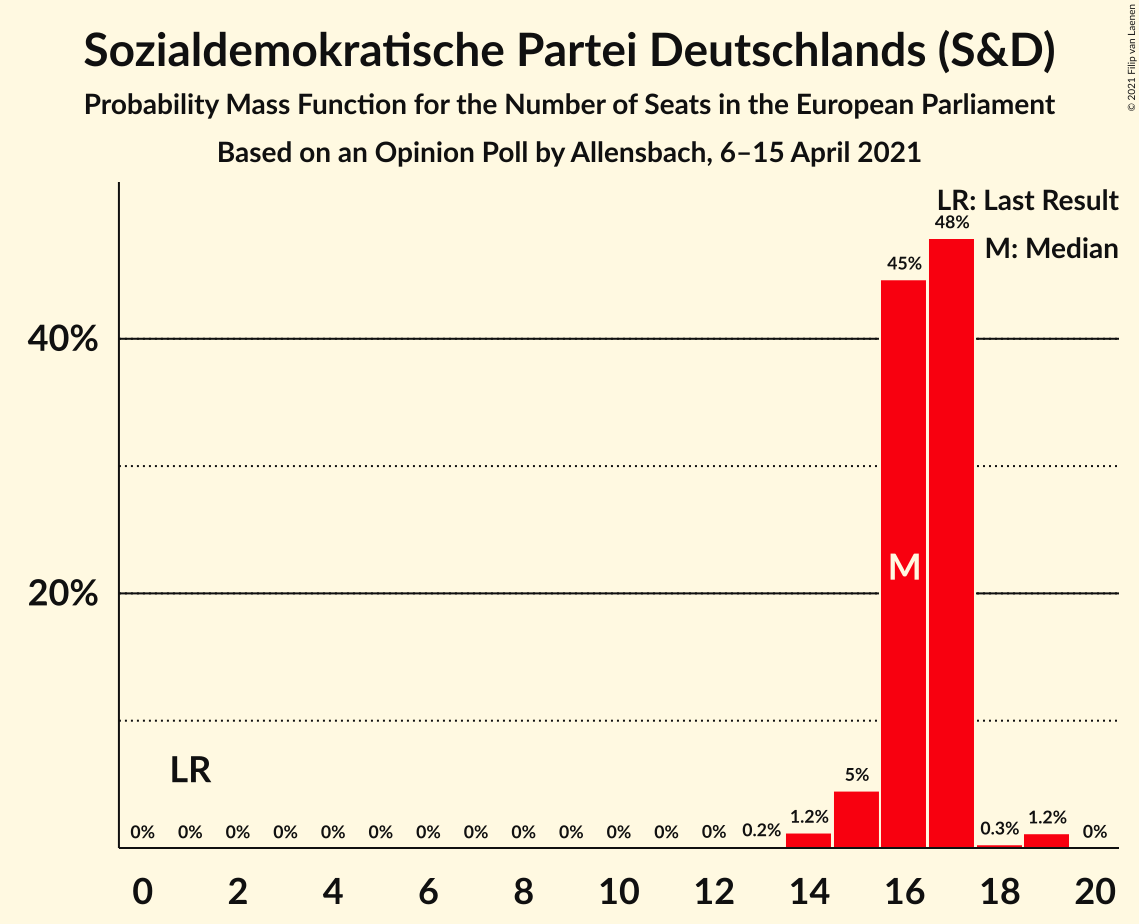 Sozialdemokratische Partei Deutschlands (S&D)
Probability Mass Function for the Number of Seats in the European Parliament
Based on an Opinion Poll by Allensbach, 6–15 April 2021
© 2021 Filip van Laenen
LR: Last Result
M: Median
48%
45%
40%
20%
M
LR
0% 0% 0% 0% 0% 0% 0% 0% 0% 0% 0% 0% 0% 0.2% 1.2% 5% 0.3% 1.2% 0%
0 2 4 6 8 10 12 14 16 18 20